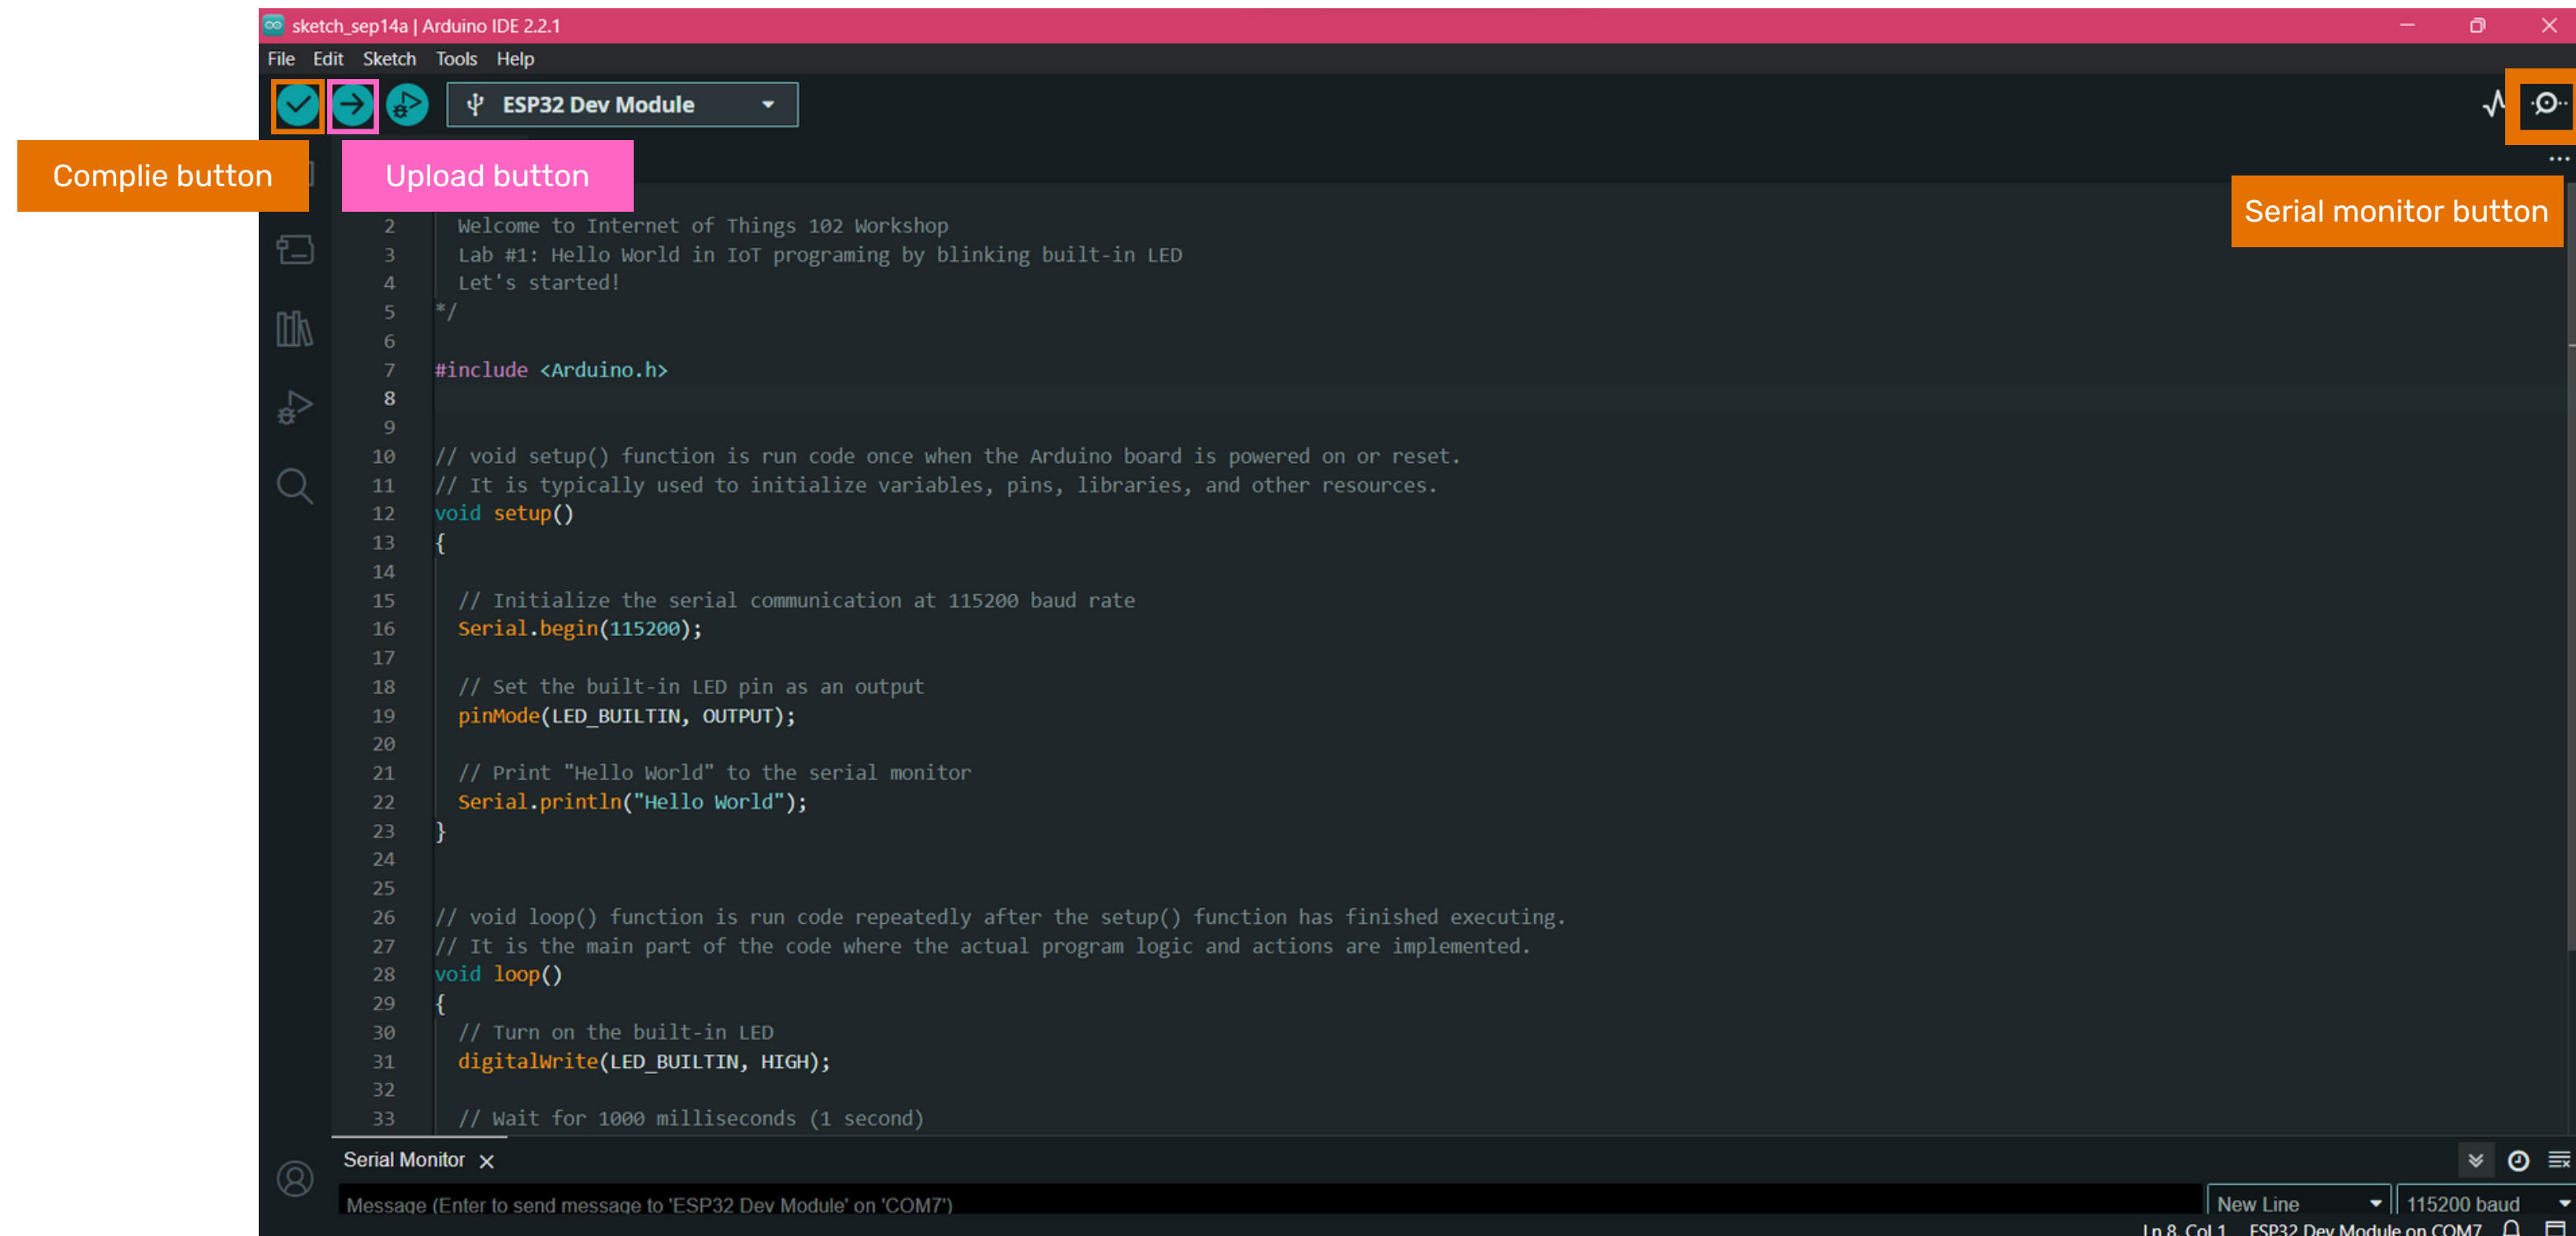 sketch_sep14a | Arduino IDE 2.2.1
File Edit Sketch Tools Help
ESP32 Dev Module
Complie button
Upload button
Serial monitor button
2 Welcome to Internet of Things 102 Workshop
3 Lab #1: Hello World in IoT programing by blinking built-in LED
4 Let's started!
5 */
6
7 #include <Arduino.h>
8
9
10 // void setup() function is run code once when the Arduino board is powered on or reset.
11 // It is typically used to initialize variables, pins, libraries, and other resources.
12 void setup()
13 {
14
15 // Initialize the serial communication at 115200 baud rate
16 Serial.begin(115200);
17
18 // Set the built-in LED pin as an output
19 pinMode(LED_BUILTIN, OUTPUT);
20
21 // Print "Hello World" to the serial monitor
22 Serial.println("Hello World");
23 }
24
25
26 // void loop() function is run code repeatedly after the setup() function has finished executing.
27 // It is the main part of the code where the actual program logic and actions are implemented.
28 void loop()
29 {
30 // Turn on the built-in LED
31 digitalWrite(LED_BUILTIN, HIGH);
32
33 // Wait for 1000 milliseconds (1 second)
Serial Monitor
Message (Enter to send message to 'ESP32 Dev Module' on 'COM7')
New Line
115200 baud
Ln 8, Col 1 ESP32 Dev Module on COM7